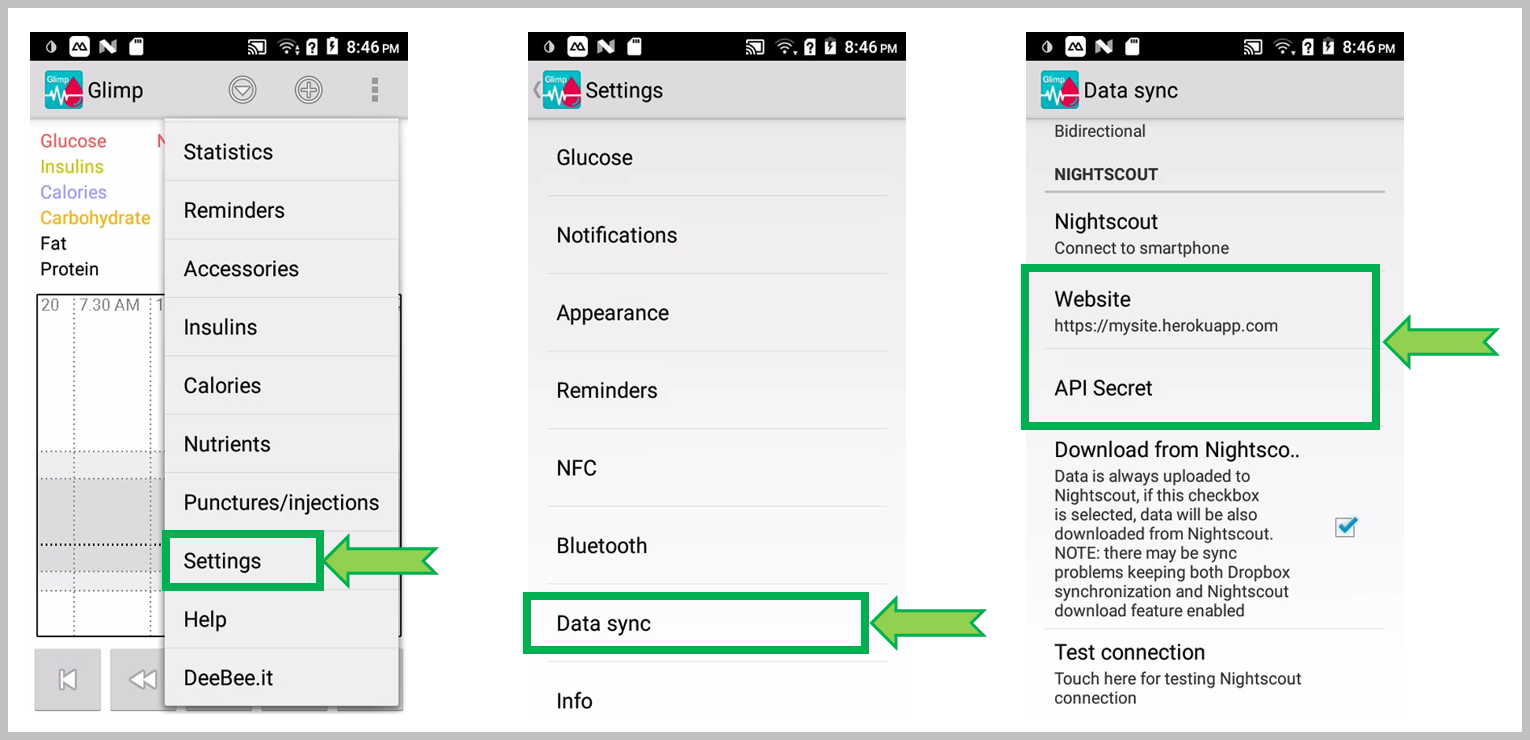 8:46 PM
Glimp
Glimp
Glucose
N
Insulins
Calories
Carbohydrate
Fat
Protein
20
7.30 AM
1
Statistics
Reminders
Accessories
Insulins
Calories
Nutrients
Punctures/injections
Settings
Help
DeeBee.it
8:46 PM
Glimp
Settings
Glucose
Notifications
Appearance
Reminders
NFC
Bluetooth
Data sync
Info
8:46 PM
Glimp
Data sync
Bidirectional
NIGHTSCOUT
Nightscout
Connect to smartphone
Website
https://mysite.herokuapp.com
API Secret
Download from Nightsco..
Data is always uploaded to
Nightscout, if this checkbox
is selected, data will be also
downloaded from Nightscout.
NOTE: there may be sync
problems keeping both Dropbox
synchronization and Nightscout
download feature enabled
Test connection
Touch here for testing Nightscout
connection